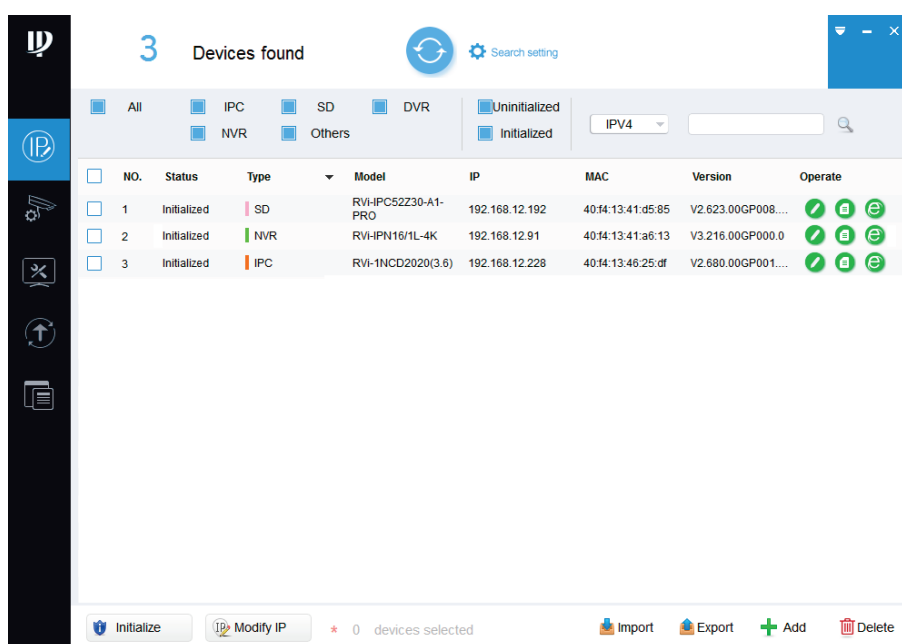 3 Devices found Search setting
All IPC SD DVR Uninitialized
NVR Others Initialized IPV4
NO. Status Type Model IP MAC Version Operate
1 Initialized SD RVi-IPC52Z30-A1-PRO 192.168.12.192 40:f4:13:41:d5:85 V2.623.00GP008....
2 Initialized NVR RVi-IPN16/1L-4K 192.168.12.91 40:f4:13:41:a6:13 V3.216.00GP000.0
3 Initialized IPC RVi-1NCD2020(3.6) 192.168.12.228 40:f4:13:46:25:df V2.680.00GP001....
Initialize Modify IP * 0 devices selected Import Export Add Delete